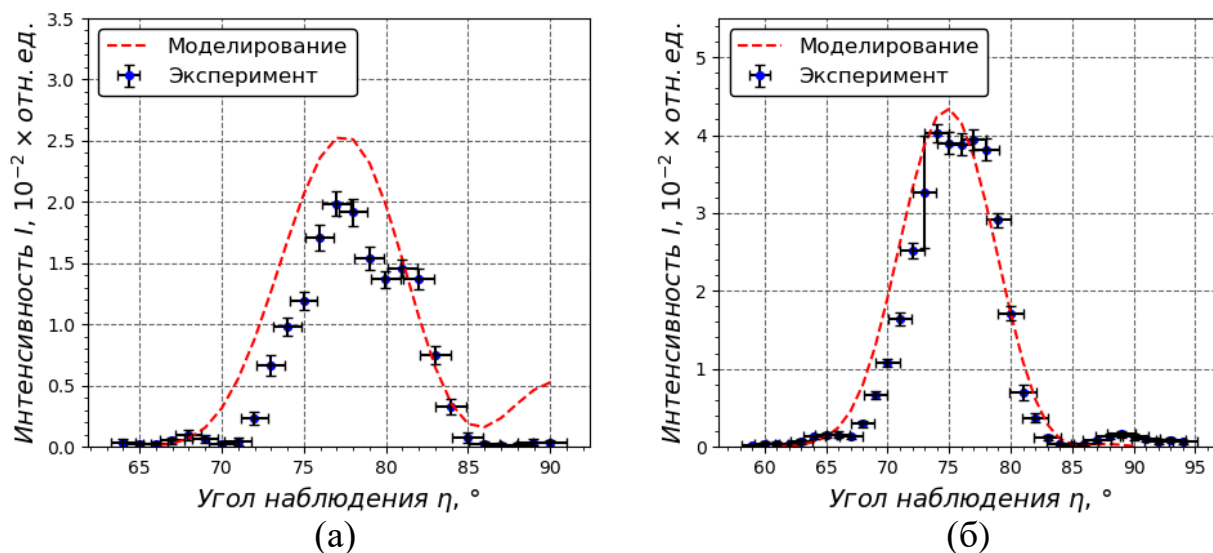 Интенсивность I, 10⁻² × отн. ед.
3.5
3.0
2.5
2.0
1.5
1.0
0.5
0.0
Моделирование
Эксперимент
65 70 75 80 85 90
Угол наблюдения η, °
(а)
Интенсивность I, 10⁻² × отн. ед.
5
4
3
2
1
0
Моделирование
Эксперимент
60 65 70 75 80 85 90 95
Угол наблюдения η, °
(б)